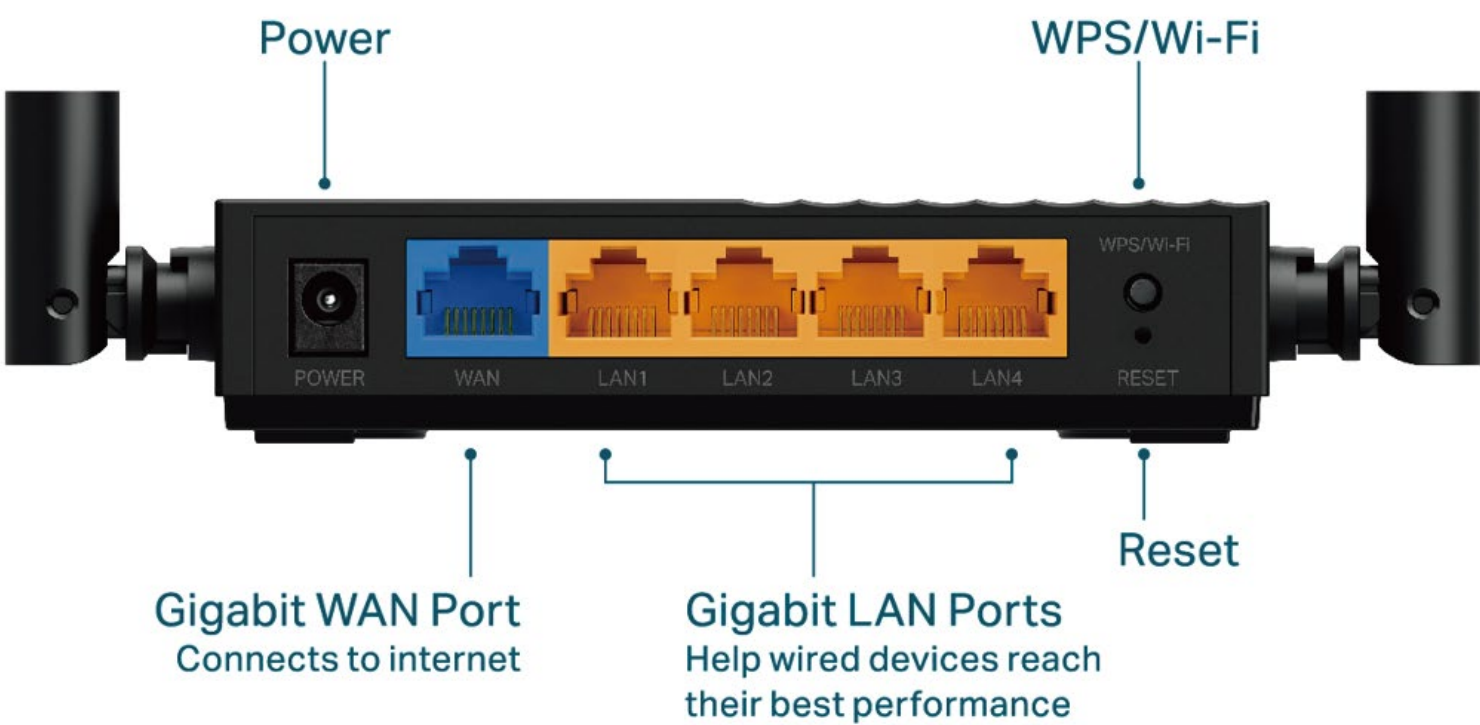 Power
WPS/Wi-Fi
WPS/Wi-Fi
POWER
WAN
LAN1
LAN2
LAN3
LAN4
RESET
Reset
Gigabit WAN Port
Connects to internet
Gigabit LAN Ports
Help wired devices reach
their best performance